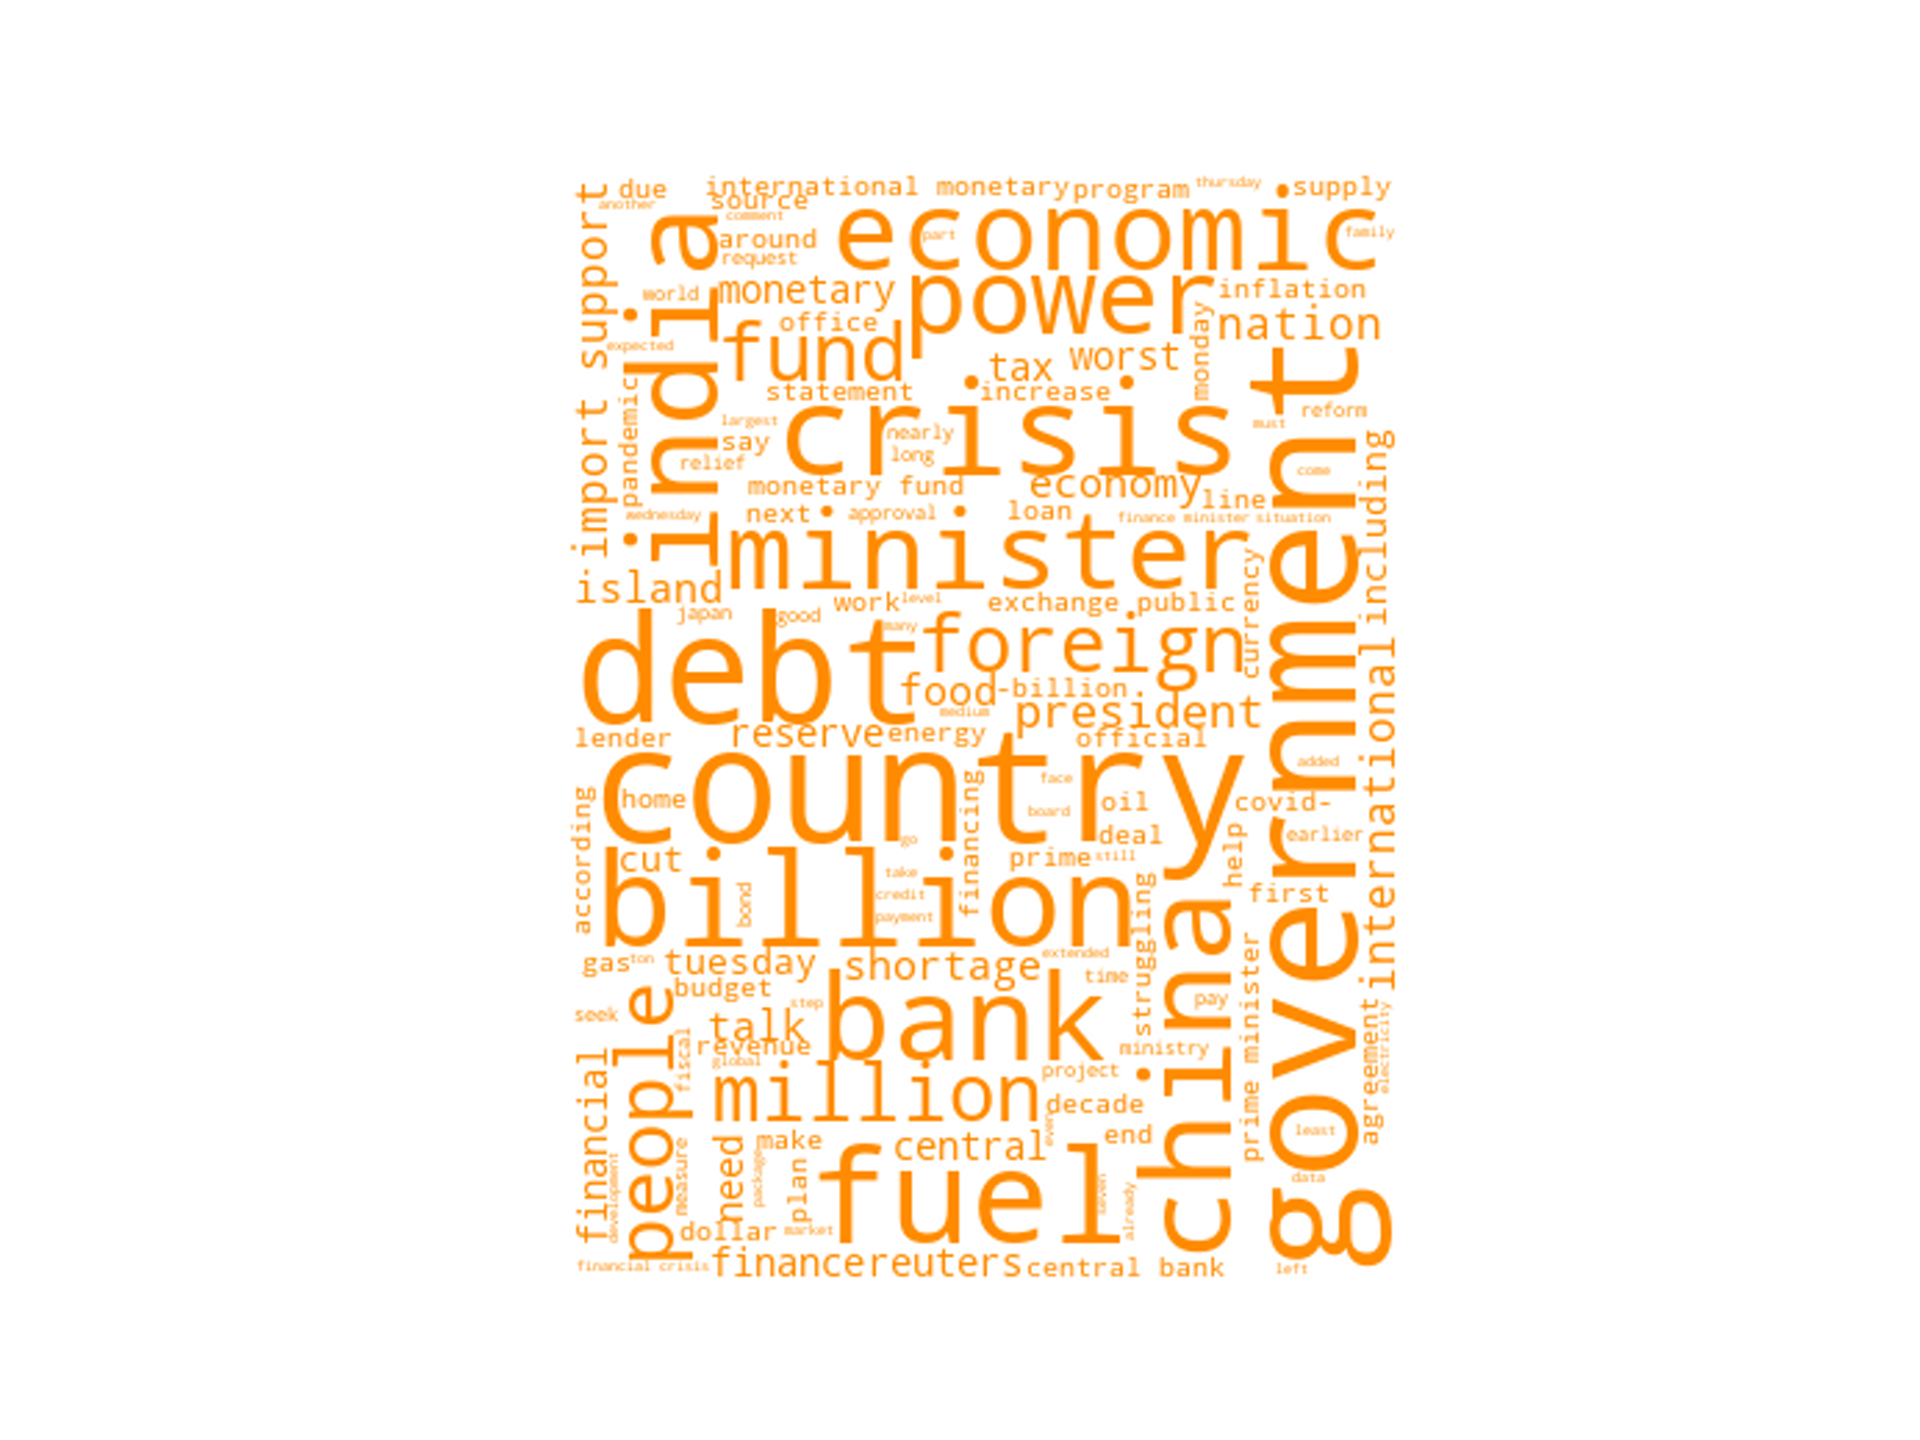 due international monetary program thursday supply
another source
comment
economic
part
family
around
request
import support
india
world monetary power inflation
office nation
expected fund tax worst
monday
statement increase
pandemic
largest crisis reform
say nearly must
long
relief come
monetary fund economy line
wednesday next approval loan finance minister situation
minister
government
including
island work level exchange public currency
japan good
many
debt foreign
food -billion
medium president
lender reserve energy official
country
added
face
home board oil covid-
financing deal earlier
according go
cut prime still help
billion
take
credit first
bond payment
struggling
international
gas ton tuesday shortage extended
budget time
step bank pay
seek talk
china
revenue ministry
prime minister
agreement
electricity
people
fiscal
global project
financial million decade
even
make central end least
need
measure
package
plan
fuel
seven
already
data
development
dollar market
financial crisis finance reuters central bank left